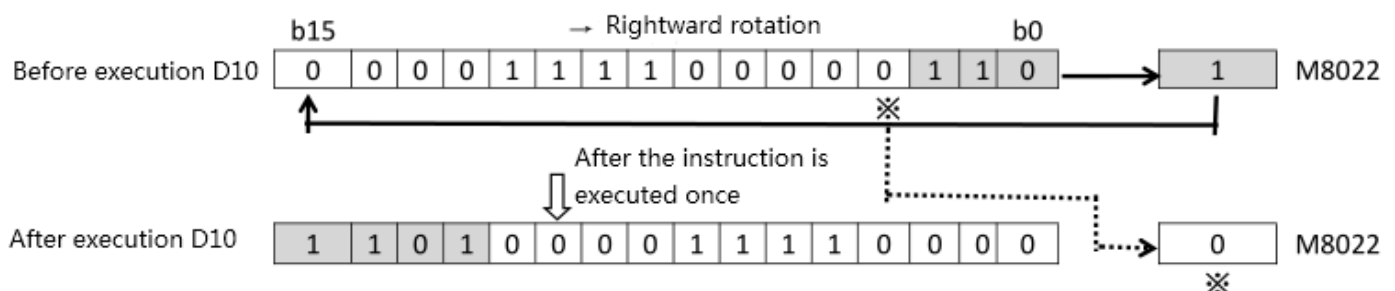 b15 → Rightward rotation b0
Before execution D10 0 0 0 0 1 1 1 1 0 0 0 0 0 1 1 0 1 M8022
※
After the instruction is
executed once
After execution D10 1 1 0 1 0 0 0 0 1 1 1 1 0 0 0 0 0 M8022
※